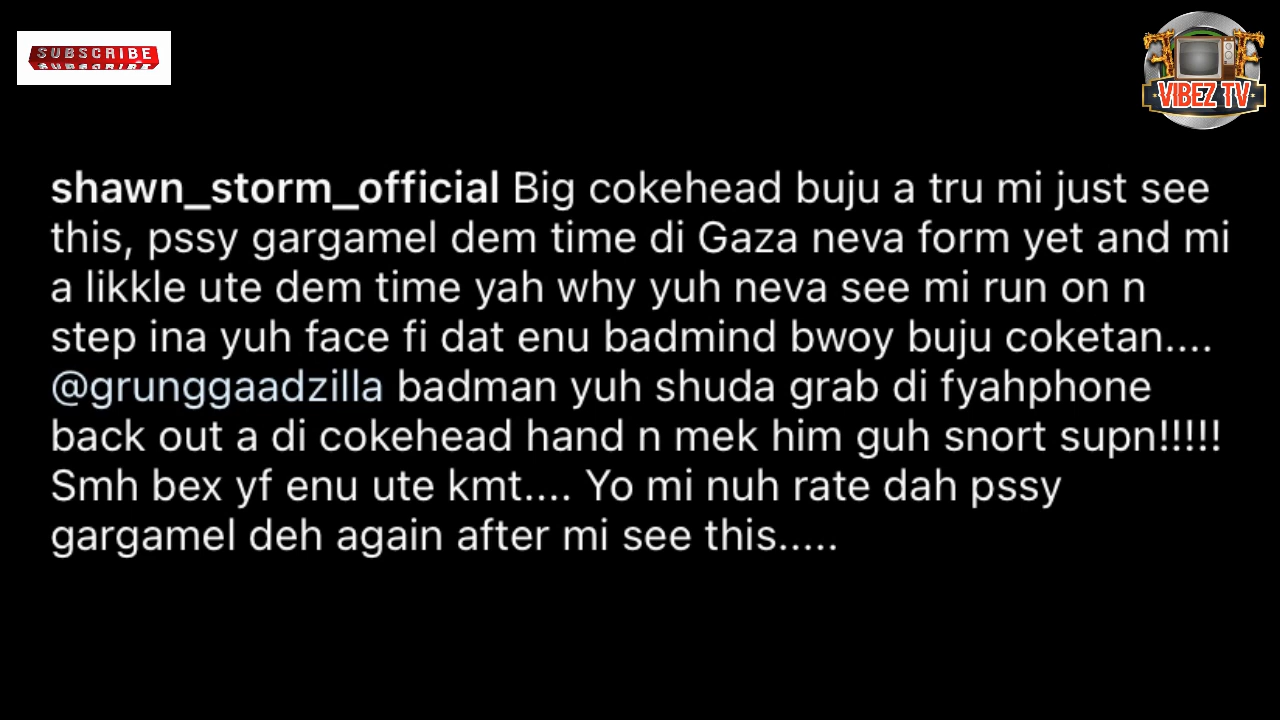 SUBSCRIBE
VIBEZ TV
shawn_storm_official Big cokehead buju a tru mi just see
this, pssy gargamel dem time di Gaza neva form yet and mi
a likkle ute dem time yah why yuh neva see mi run on n
step ina yuh face fi dat enu badmind bwoy buju coketan....
@grunggaadzilla badman yuh shuda grab di fyahphone
back out a di cokehead hand n mek him guh snort supn!!!!!
Smh bex yf enu ute kmt.... Yo mi nuh rate dah pssy
gargamel deh again after mi see this.....